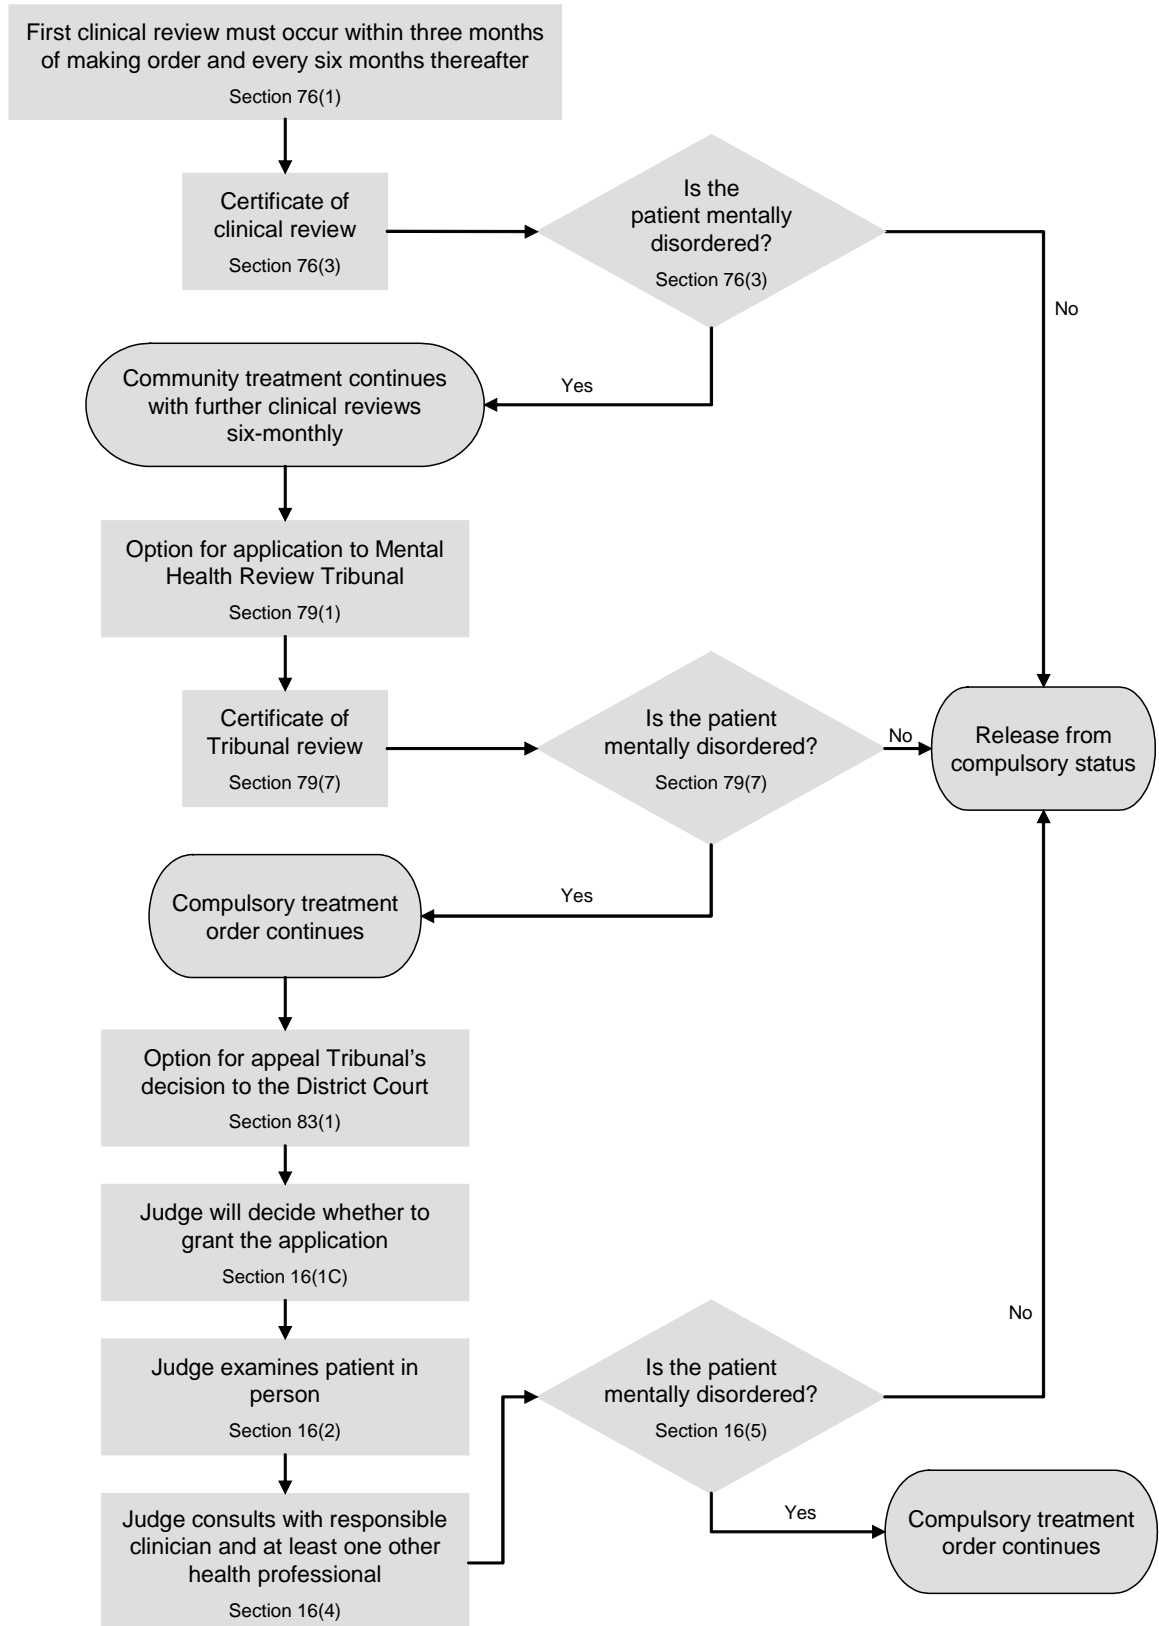 First clinical review must occur within three months
of making order and every six months thereafter
Section 76(1)
Certificate of
clinical review
Section 76(3)
Is the
patient mentally
disordered?
Section 76(3)
No
Yes
Community treatment continues
with further clinical reviews
six-monthly
Option for application to Mental
Health Review Tribunal
Section 79(1)
Certificate of
Tribunal review
Section 79(7)
Is the patient
mentally disordered?
Section 79(7)
No
Release from
compulsory status
Yes
Compulsory treatment
order continues
Option for appeal Tribunal’s
decision to the District Court
Section 83(1)
Judge will decide whether to
grant the application
Section 16(1C)
Judge examines patient in
person
Section 16(2)
Judge consults with responsible
clinician and at least one other
health professional
Section 16(4)
Is the patient
mentally disordered?
Section 16(5)
No
Yes
Compulsory treatment
order continues